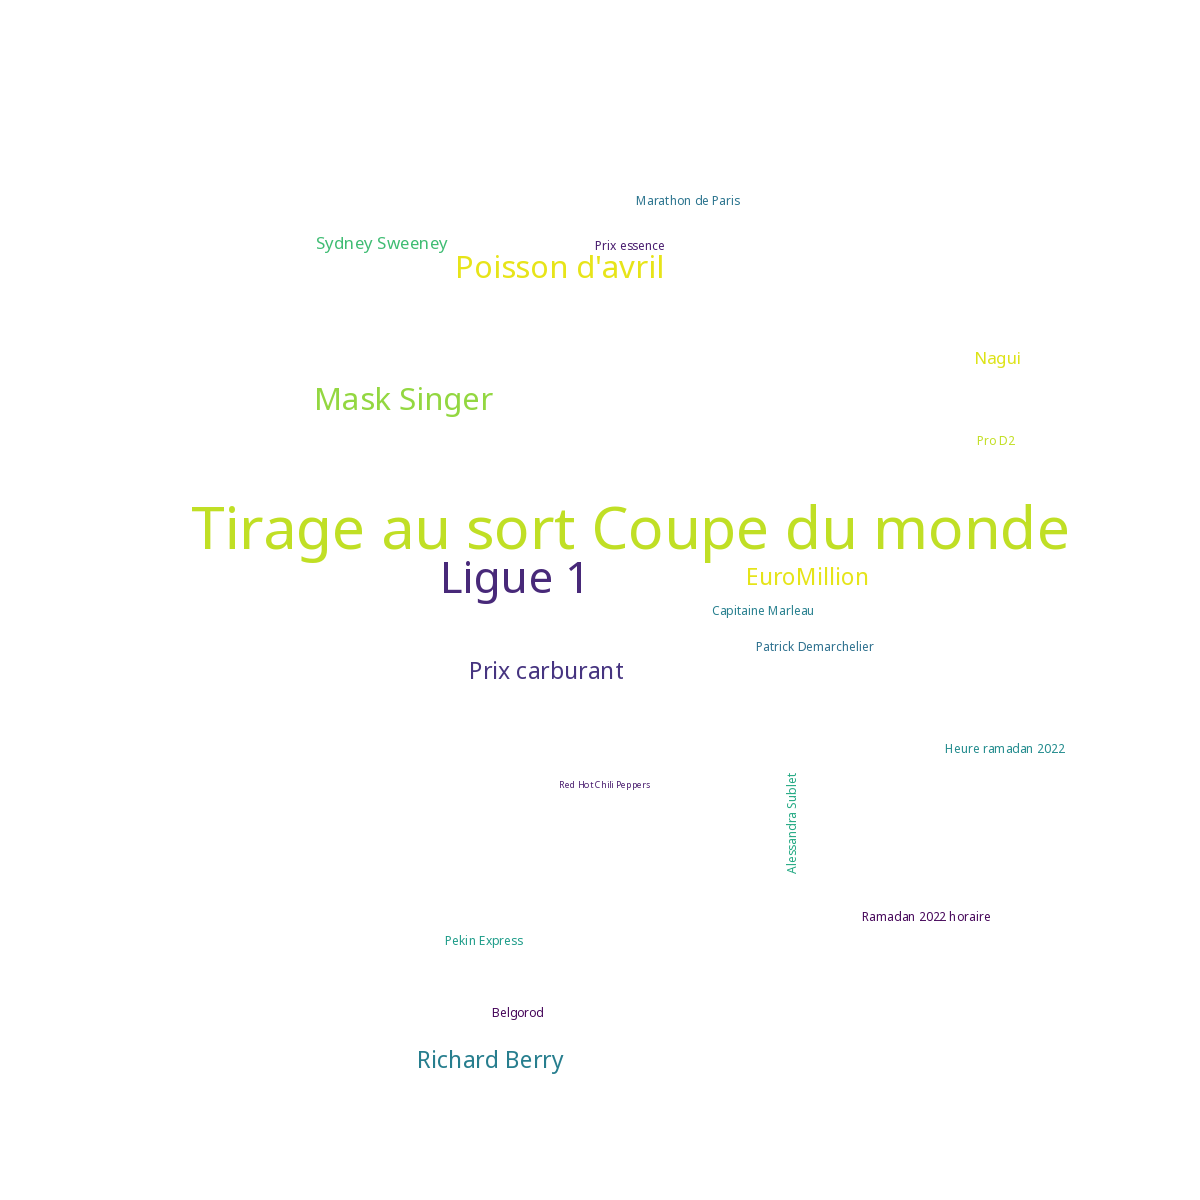 Marathon de Paris
Sydney Sweeney
Prix essence
Poisson d'avril
Nagui
Mask Singer
Pro D2
Tirage au sort Coupe du monde
Ligue 1
EuroMillion
Capitaine Marleau
Patrick Demarchelier
Prix carburant
Heure ramadan 2022
Red Hot Chili Peppers
Alessandra Sublet
Ramadan 2022 horaire
Pekin Express
Belgorod
Richard Berry